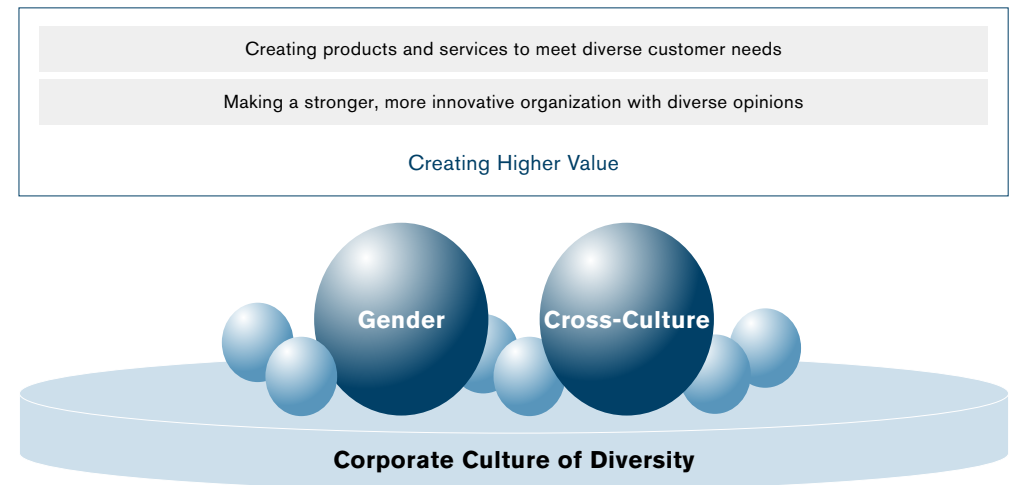 Creating products and services to meet diverse customer needs
Making a stronger, more innovative organization with diverse opinions
Creating Higher Value
Gender
Cross-Culture
Corporate Culture of Diversity